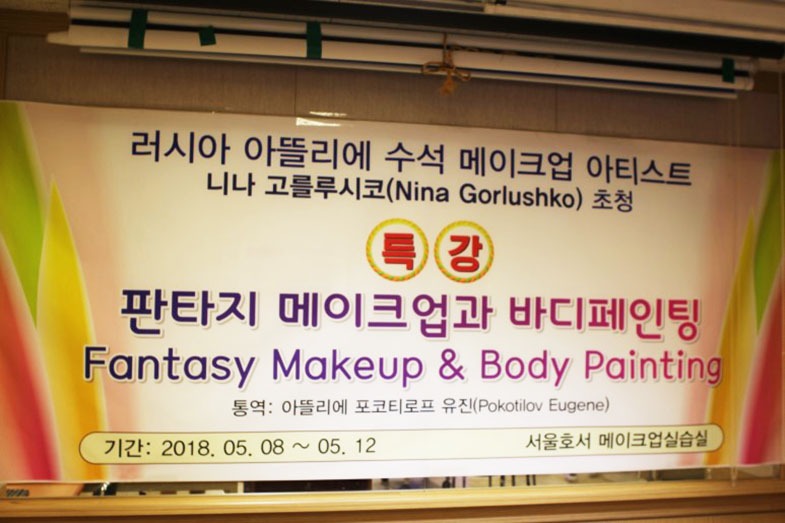 러시아 아뜰리에 수석 메이크업 아티스트
니나 고를루시코(Nina Gorlushko) 초청
특강
판타지 메이크업과 바디페인팅
Fantasy Makeup & Body Painting
통역: 아뜰리에 포코티로프 유진(Pokotilov Eugene)
기간: 2018. 05. 08 ~ 05. 12 서울호서 메이크업실습실